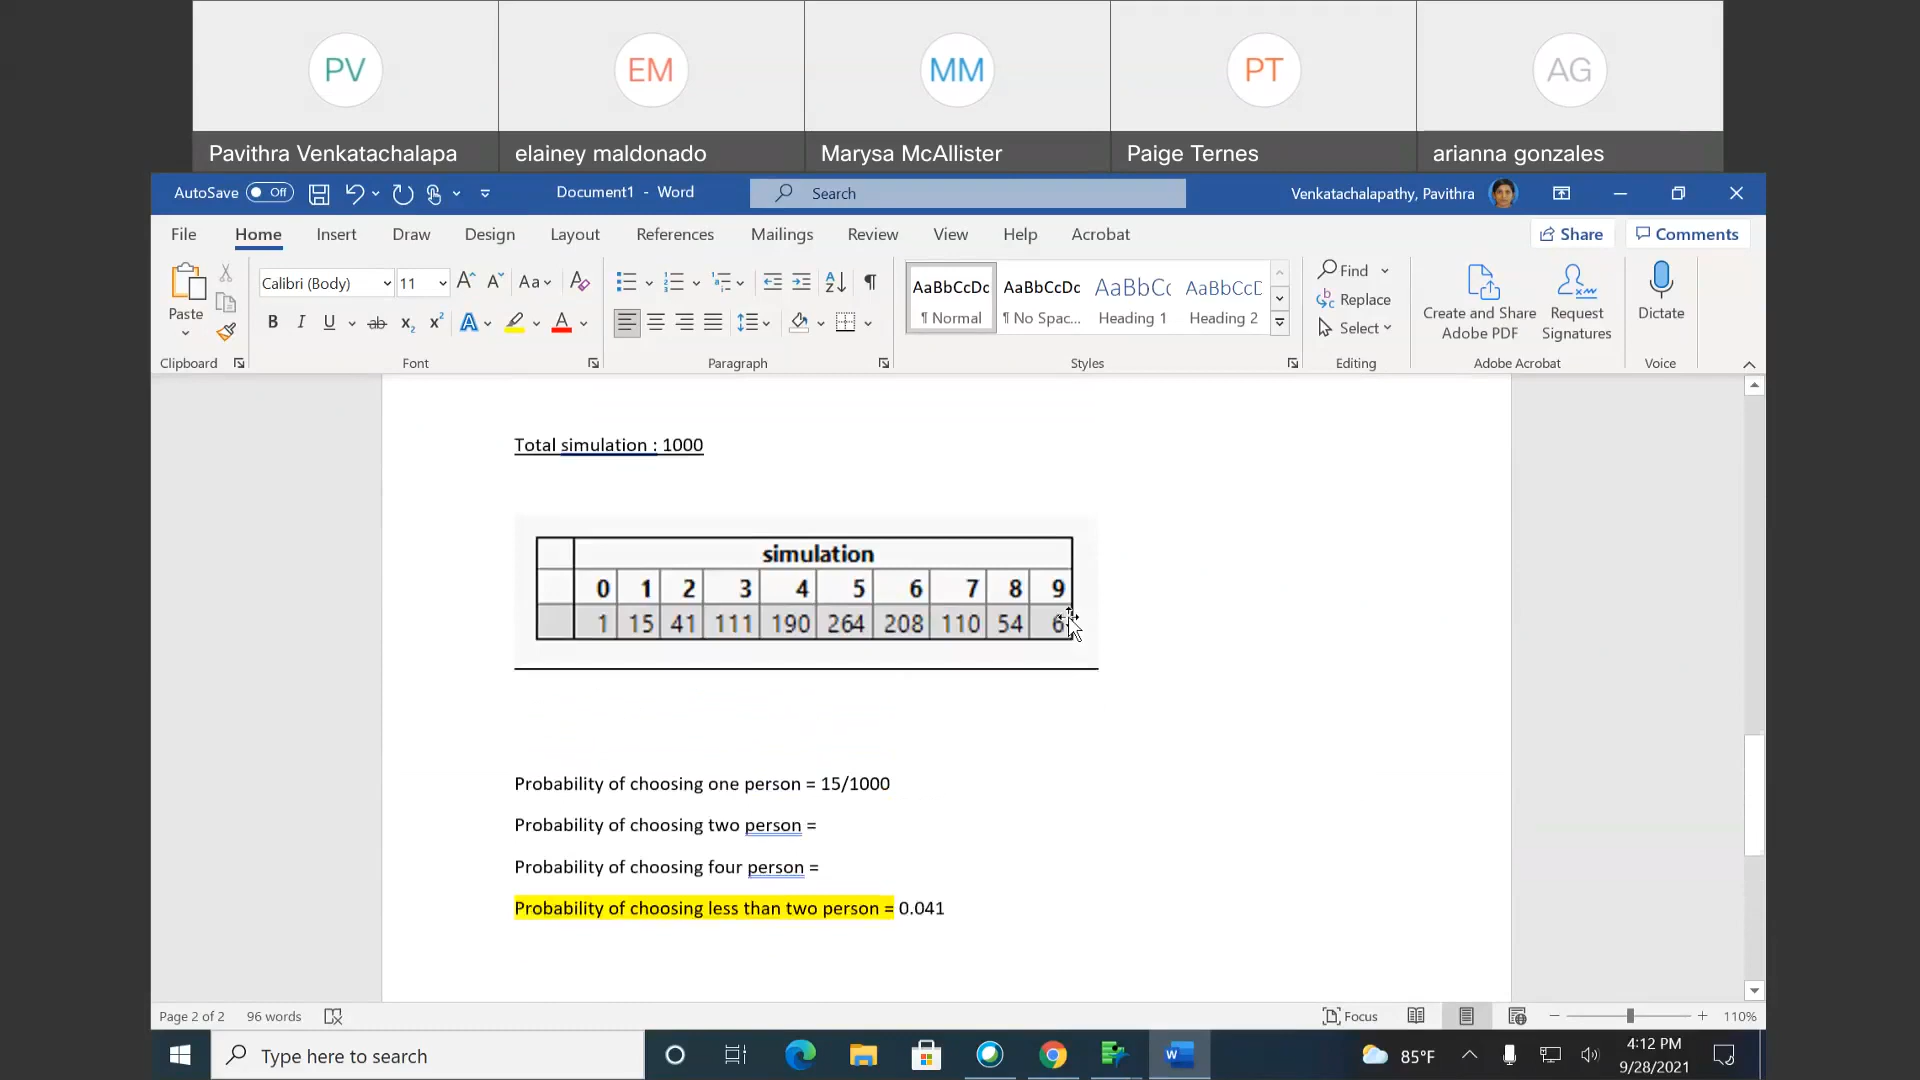 PV EM MM PT AG
Pavithra Venkatachalapa elainey maldonado Marysa McAllister Paige Ternes arianna gonzales
AutoSave Off Document1 - Word Search Venkatachalapathy, Pavithra
File Home Insert Draw Design Layout References Mailings Review View Help Acrobat Share Comments
Paste Calibri (Body) 11 Aa AaBbCcDc AaBbCcDc AaBbCc AaBbCcD Find
¶ Normal ¶ No Spac... Heading 1 Heading 2 Replace Create and Share Request Dictate
B I U ab x₂ x² A A Select Adobe PDF Signatures
Clipboard Font Paragraph Styles Editing Adobe Acrobat Voice
Total simulation : 1000
simulation
0 1 2 3 4 5 6 7 8 9
1 15 41 111 190 264 208 110 54 6
Probability of choosing one person = 15/1000
Probability of choosing two person =
Probability of choosing four person =
Probability of choosing less than two person = 0.041
Page 2 of 2 96 words Focus 110%
Type here to search 85°F 4:12 PM
9/28/2021